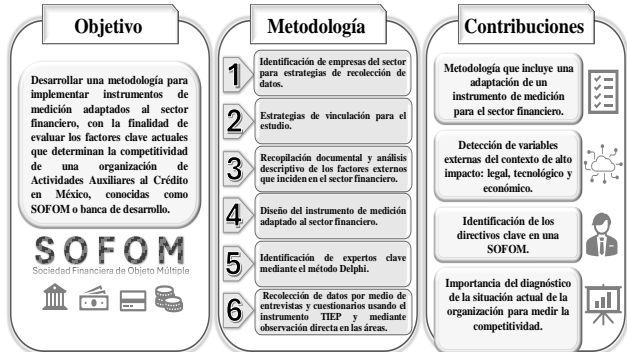 Objetivo
Desarrollar una metodología para
implementar instrumentos de
medición adaptados al sector
financiero, con la finalidad de
evaluar los factores clave actuales
que determinan la competitividad
de una organización de
Actividades Auxiliares al Crédito
en México, conocidas como
SOFOM o banca de desarrollo.
SOFOM
Sociedad Financiera de Objeto Múltiple
Metodología
1
Identificación de empresas del sector
para estrategias de recolección de
datos.
2
Estrategias de vinculación para el
estudio.
3
Recopilación documental y análisis
descriptivo de los factores externos
que inciden en el sector financiero.
4
Diseño del instrumento de medición
adaptado al sector financiero.
5
Identificación de expertos clave
mediante el método Delphi.
6
Recolección de datos por medio de
entrevistas y cuestionarios usando el
instrumento TIEP y mediante
observación directa en las áreas.
Contribuciones
Metodología que incluye una
adaptación de un
instrumento de medición
para el sector financiero.
Detección de variables
externas del contexto de alto
impacto: legal, tecnológico y
económico.
Identificación de los
directivos clave en una
SOFOM.
Importancia del diagnóstico
de la situación actual de la
organización para medir la
competitividad.